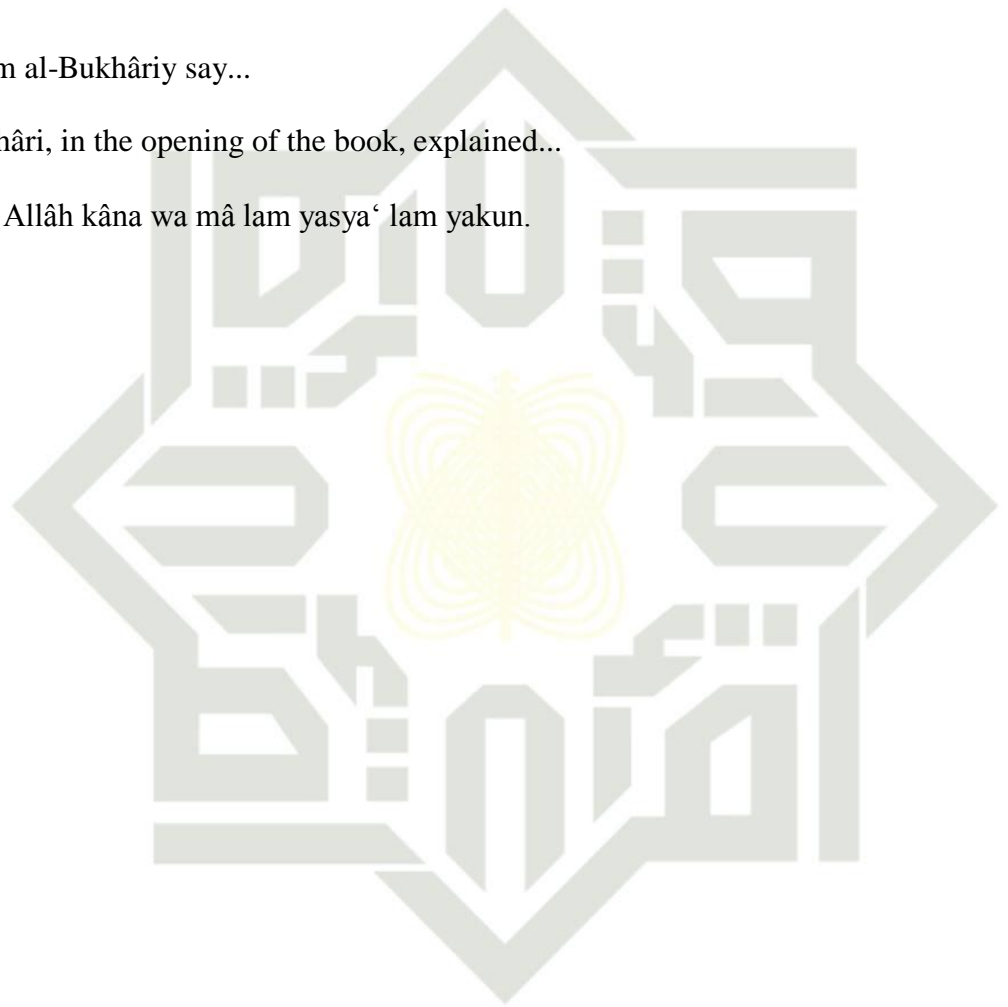 m al-Bukhâriy say...
hâri, in the opening of the book, explained...
Allâh kâna wa mâ lam yasya‘ lam yakun.